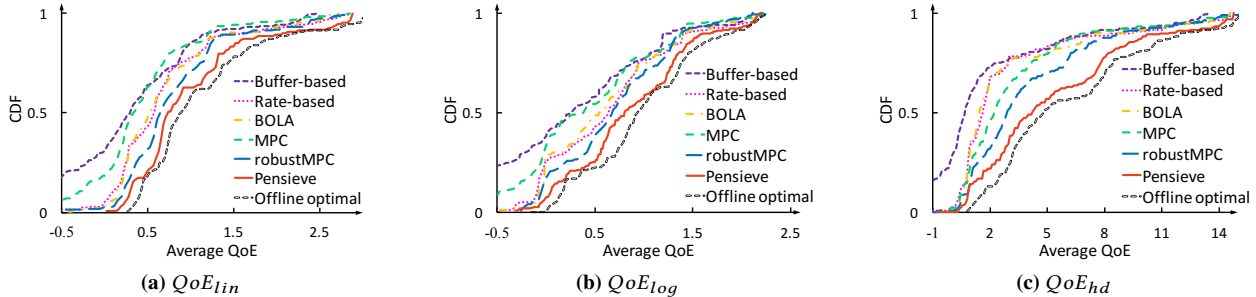 CDF
1
0.5
0
-0.5
0.5
1.5
2.5
Average QoE
Buffer-based
Rate-based
BOLA
MPC
robustMPC
Pensieve
Offline optimal
(a) QoE_lin
CDF
1
0.5
0
-0.5
0.5
1.5
2.5
Average QoE
Buffer-based
Rate-based
BOLA
MPC
robustMPC
Pensieve
Offline optimal
(b) QoE_log
CDF
1
0.5
0
-1
2
5
8
11
14
Average QoE
Buffer-based
Rate-based
BOLA
MPC
robustMPC
Pensieve
Offline optimal
(c) QoE_hd